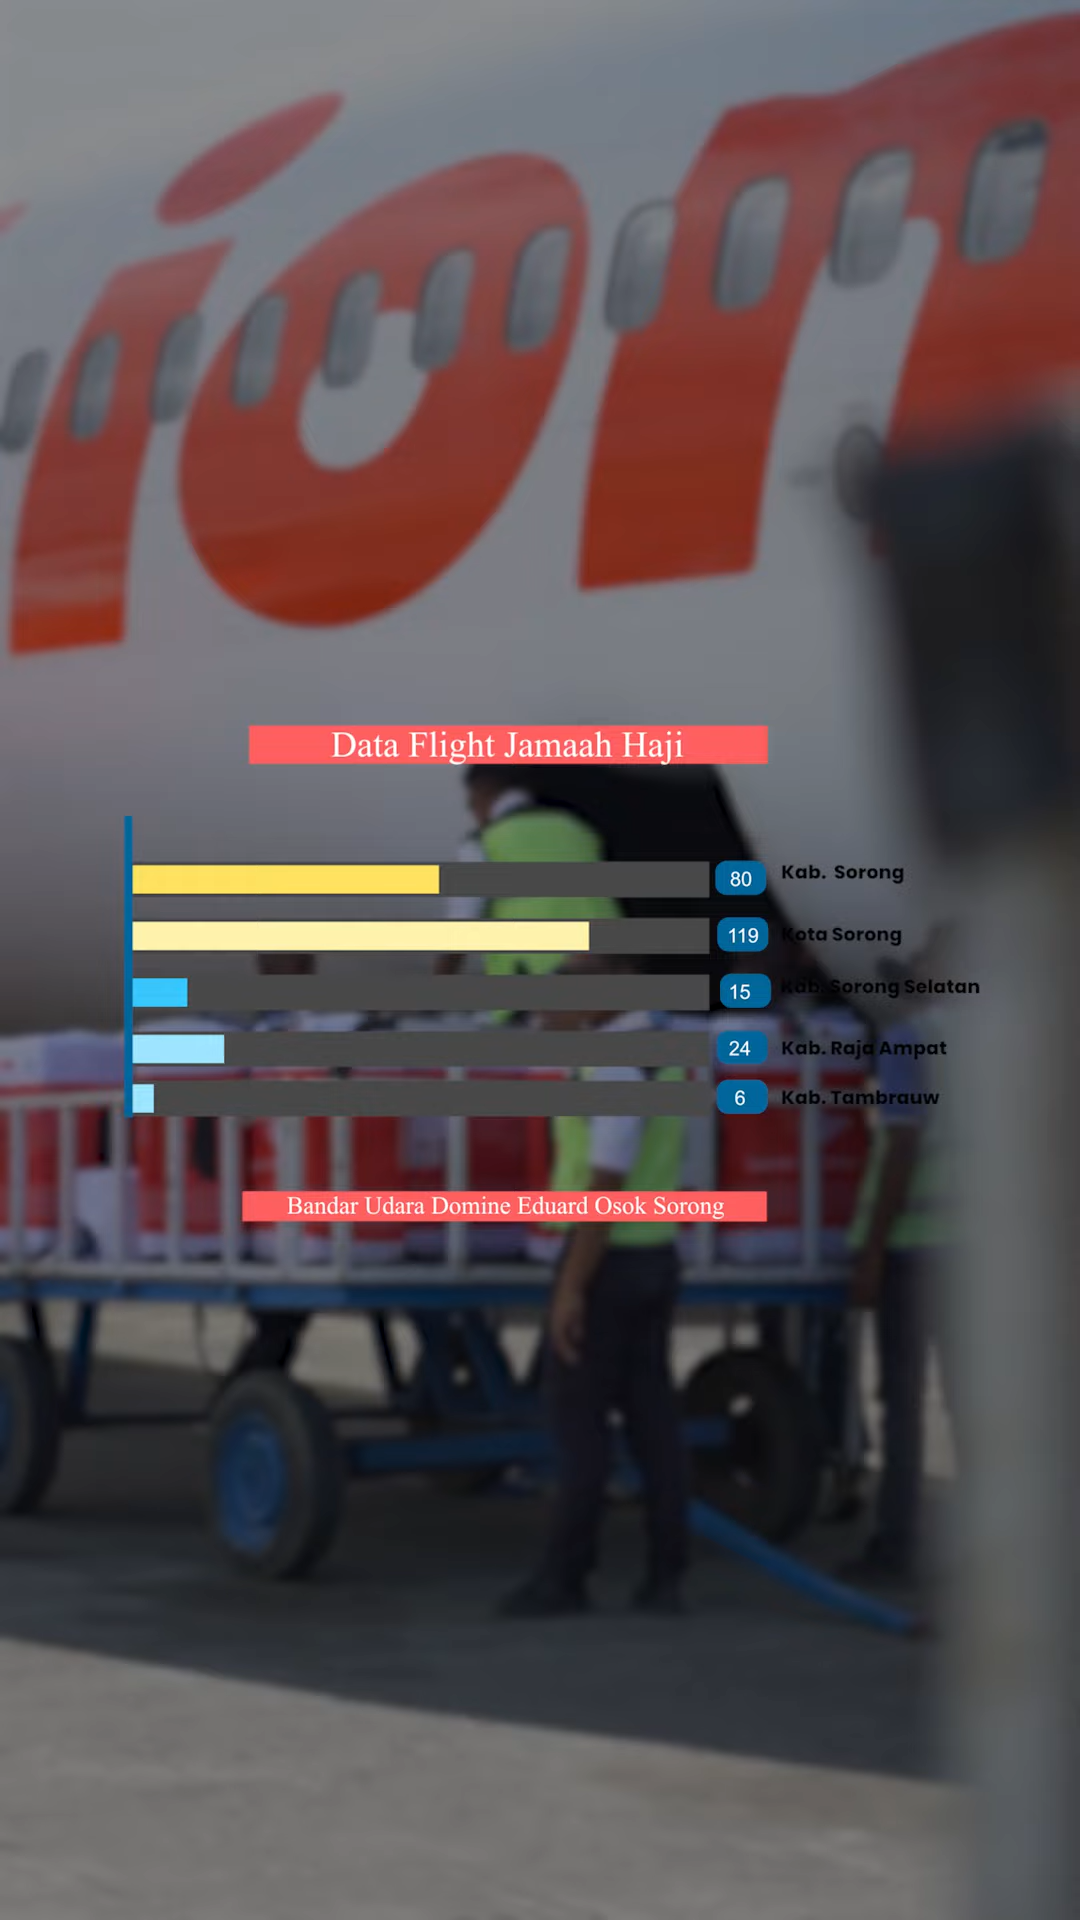 lion
Data Flight Jamaah Haji
80 Kab. Sorong
119 Kota Sorong
15 Kab. Sorong Selatan
24 Kab. Raja Ampat
6 Kab. Tambrauw
Bandar Udara Domine Eduard Osok Sorong